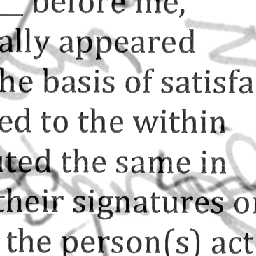 before me,
ally appeared
he basis of satisfa
ed to the within
uted the same in
their signatures o
the person(s) act